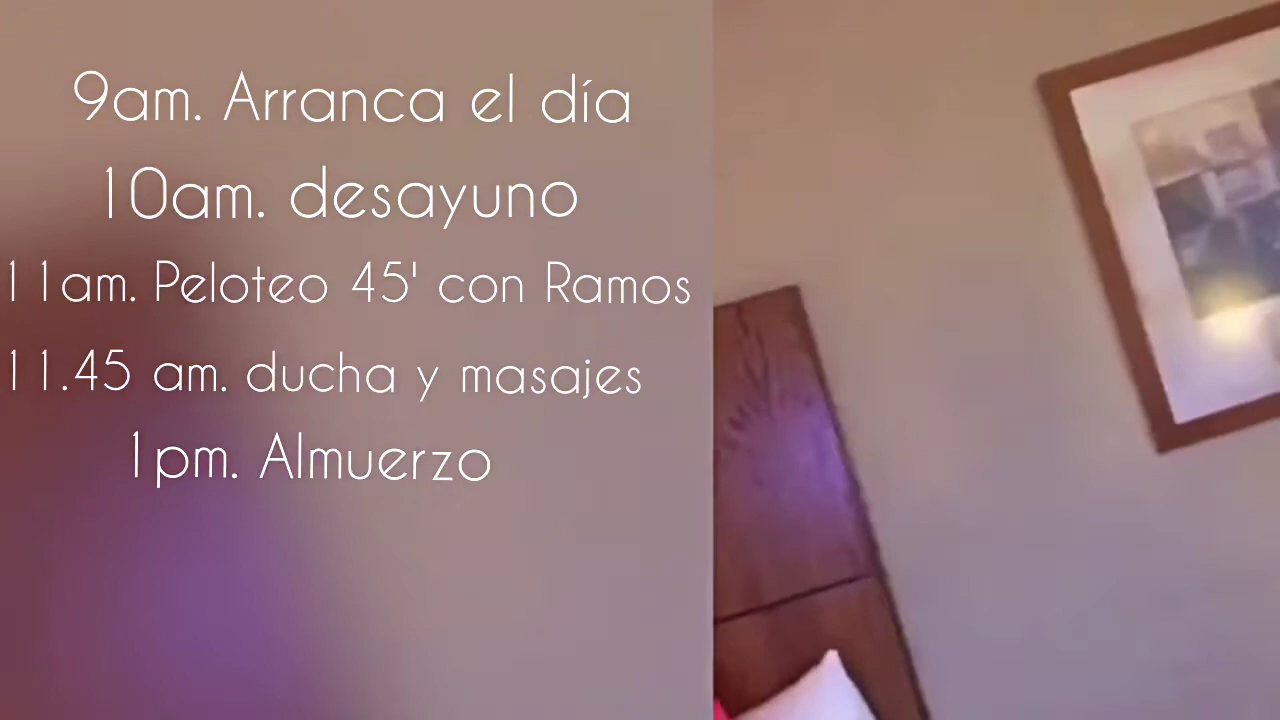 9am. Arranca el día
10am. desayuno
11am. Peloteo 45' con Ramos
11.45 am. ducha y masajes
1pm. Almuerzo